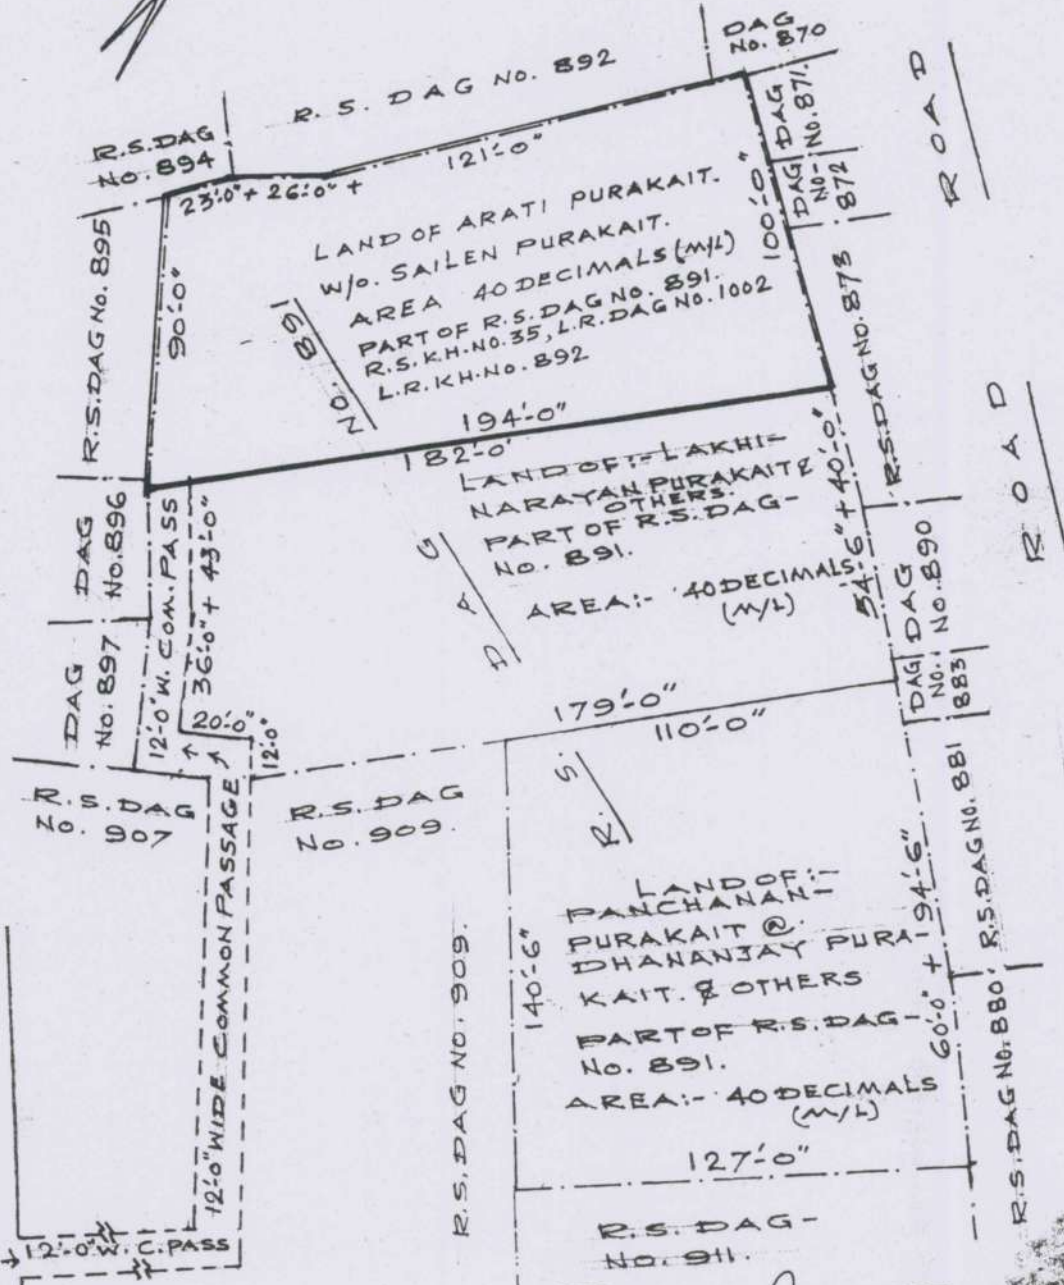 DAG
No. 870
R. S. DAG No. 892
R.S. DAG
No. 894
ROAD
DAG
No. 871.
121'-0"
23'-0" + 26'-0" +
DAG
No-
872
LAND OF ARATI PURAKAIT.
W/o. SAILEN PURAKAIT.
AREA 40 DECIMALS (M/L)
PART OF R.S. DAG NO. 891.
R.S. KH. NO. 35, L.R. DAG NO. 1002
L.R. KH. No. 892
100'-0"
R.S. DAG No. 895
90'-0"
R.S. DAG NO. 873
194'-0"
182'-0"
LAND OF:- LAKHI-
NARAYAN PURAKAIT &
OTHERS.
PART OF R.S. DAG-
No. 891.
AREA:- 40 DECIMALS.
(M/L)
54'-6" + 40'-0"
ROAD
DAG
No. 896
DAG
No. 897
12'-0" W. COM. PASS
36'-0" + 43'-0"
DAG
NO. 890
DAG
No.
883
20'-0"
12'-0"
179'-0"
110'-0"
R. S. DAG NO. 891
R. S. DAG
No. 907
R.S. DAG
No. 909.
12'-0" WIDE COMMON PASSAGE
R.S. DAG NO. 909.
140'-6"
LAND OF:-
PANCHANAN-
PURAKAIT @
DHANANJAY PURA-
KAIT. & OTHERS
PART OF R.S. DAG-
No. 891.
AREA:- 40 DECIMALS
(M/L)
60'-0" + 94'-6"
R.S. DAG NO. 881
R.S. DAG NO. 880
127'-0"
12'-0" W. C. PASS
R.S. DAG-
No. 911.